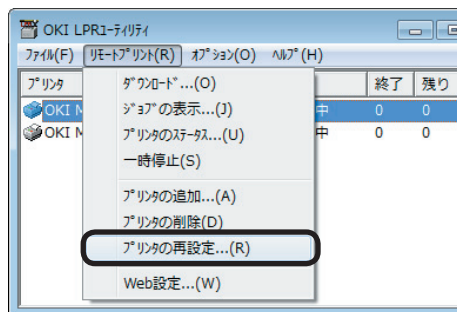 OKI LPRユーティリティ
ﾌｧｲﾙ(F) ﾘﾓｰﾄﾌﾟﾘﾝﾄ(R) ｵﾌﾟｼｮﾝ(O) ﾍﾙﾌﾟ(H)
ﾌﾟﾘﾝﾀ 終了 残り
OKI 中 0 0
OKI 中 0 0
ﾀﾞｳﾝﾛｰﾄﾞ...(O)
ｼﾞｮﾌﾞの表示...(J)
ﾌﾟﾘﾝﾀのｽﾃｰﾀｽ...(U)
一時停止(S)
ﾌﾟﾘﾝﾀの追加...(A)
ﾌﾟﾘﾝﾀの削除(D)
ﾌﾟﾘﾝﾀの再設定...(R)
Web設定...(W)